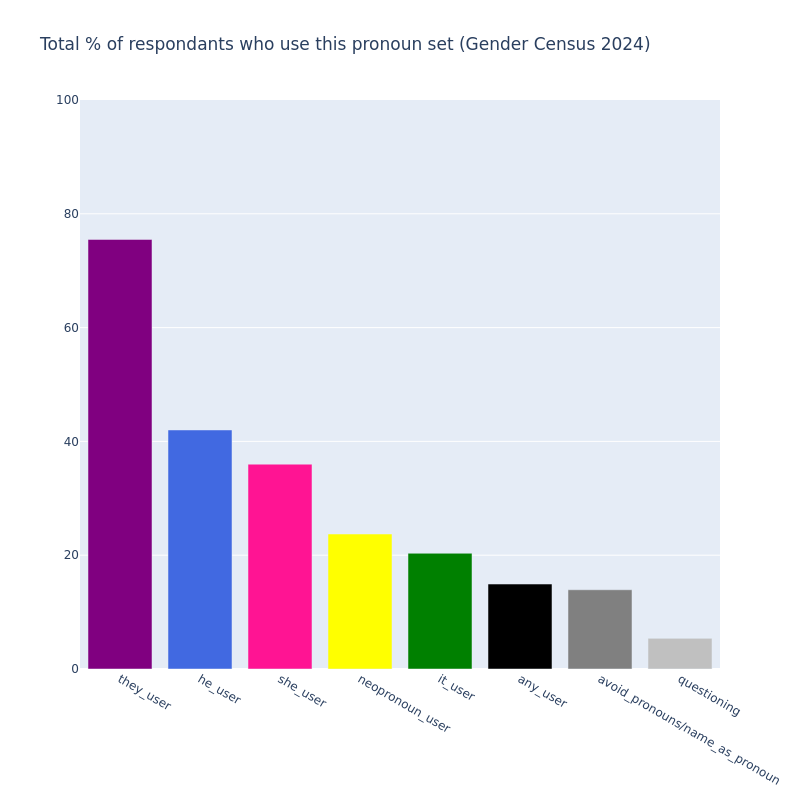 Total % of respondants who use this pronoun set (Gender Census 2024)
100
80
60
40
20
0
they_user
he_user
she_user
neopronoun_user
it_user
any_user
avoid_pronouns/name_as_pronoun
questioning